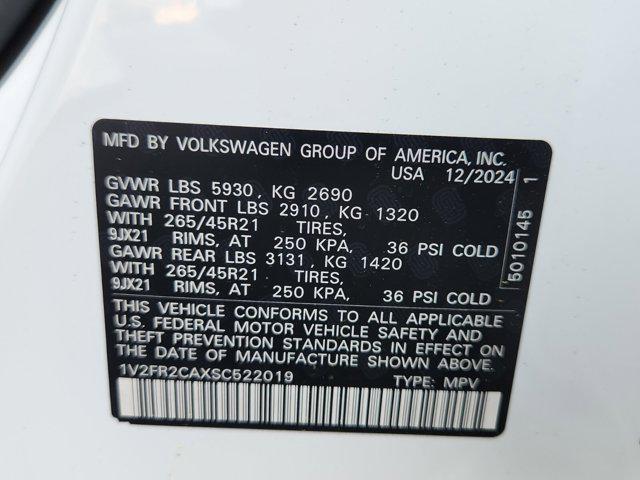 MFD BY VOLKSWAGEN GROUP OF AMERICA, INC.
USA 12/2024
GVWR LBS 5930, KG 2690
GAWR FRONT LBS 2910, KG 1320
WITH 265/45R21 TIRES,
9JX21 RIMS, AT 250 KPA, 36 PSI COLD
GAWR REAR LBS 3131, KG 1420
WITH 265/45R21 TIRES,
9JX21 RIMS, AT 250 KPA, 36 PSI COLD
THIS VEHICLE CONFORMS TO ALL APPLICABLE
U.S. FEDERAL MOTOR VEHICLE SAFETY AND
THEFT PREVENTION STANDARDS IN EFFECT ON
THE DATE OF MANUFACTURE SHOWN ABOVE.
1V2FR2CAXSC522019 TYPE: MPV
5010145 1